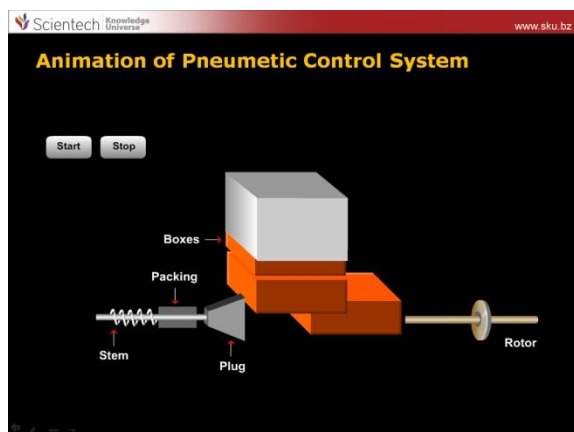 Scientech Knowledge Universe
www.sku.bz
Animation of Pneumetic Control System
Start
Stop
Boxes
Packing
Stem
Plug
Rotor